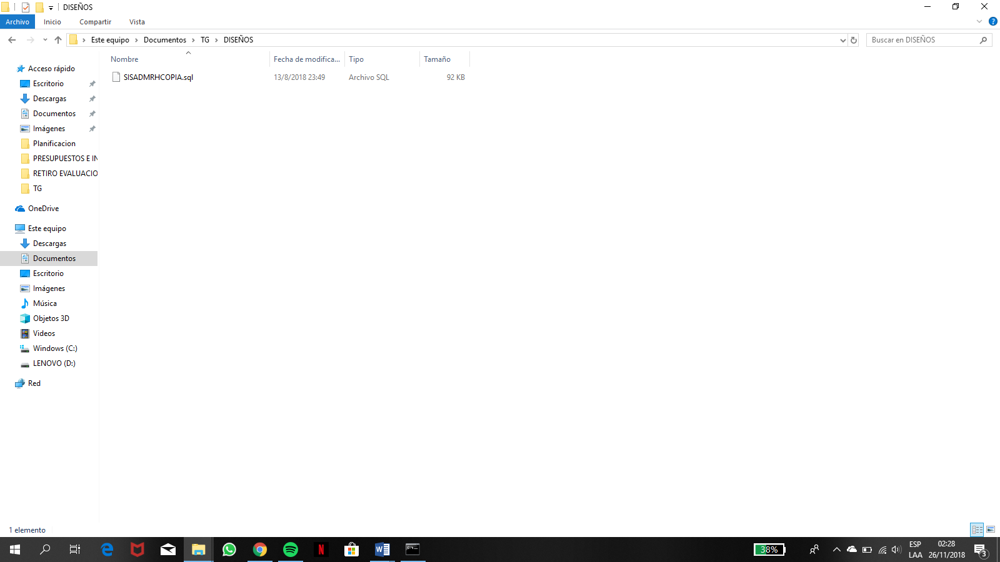 DISEÑOS
Archivo Inicio Compartir Vista
Este equipo Documentos TG DISEÑOS Buscar en DISEÑOS
Nombre Fecha de modifica... Tipo Tamaño
SISADMRHCOPIA.sql 13/8/2018 23:49 Archivo SQL 92 KB
Acceso rápido
Escritorio
Descargas
Documentos
Imágenes
Planificacion
PRESUPUESTOS E IN
RETIRO EVALUACIO
TG
OneDrive
Este equipo
Descargas
Documentos
Escritorio
Imágenes
Música
Objetos 3D
Videos
Windows (C:)
LENOVO (D:)
Red
1 elemento
38% ESP 02:28
LAA 26/11/2018 3